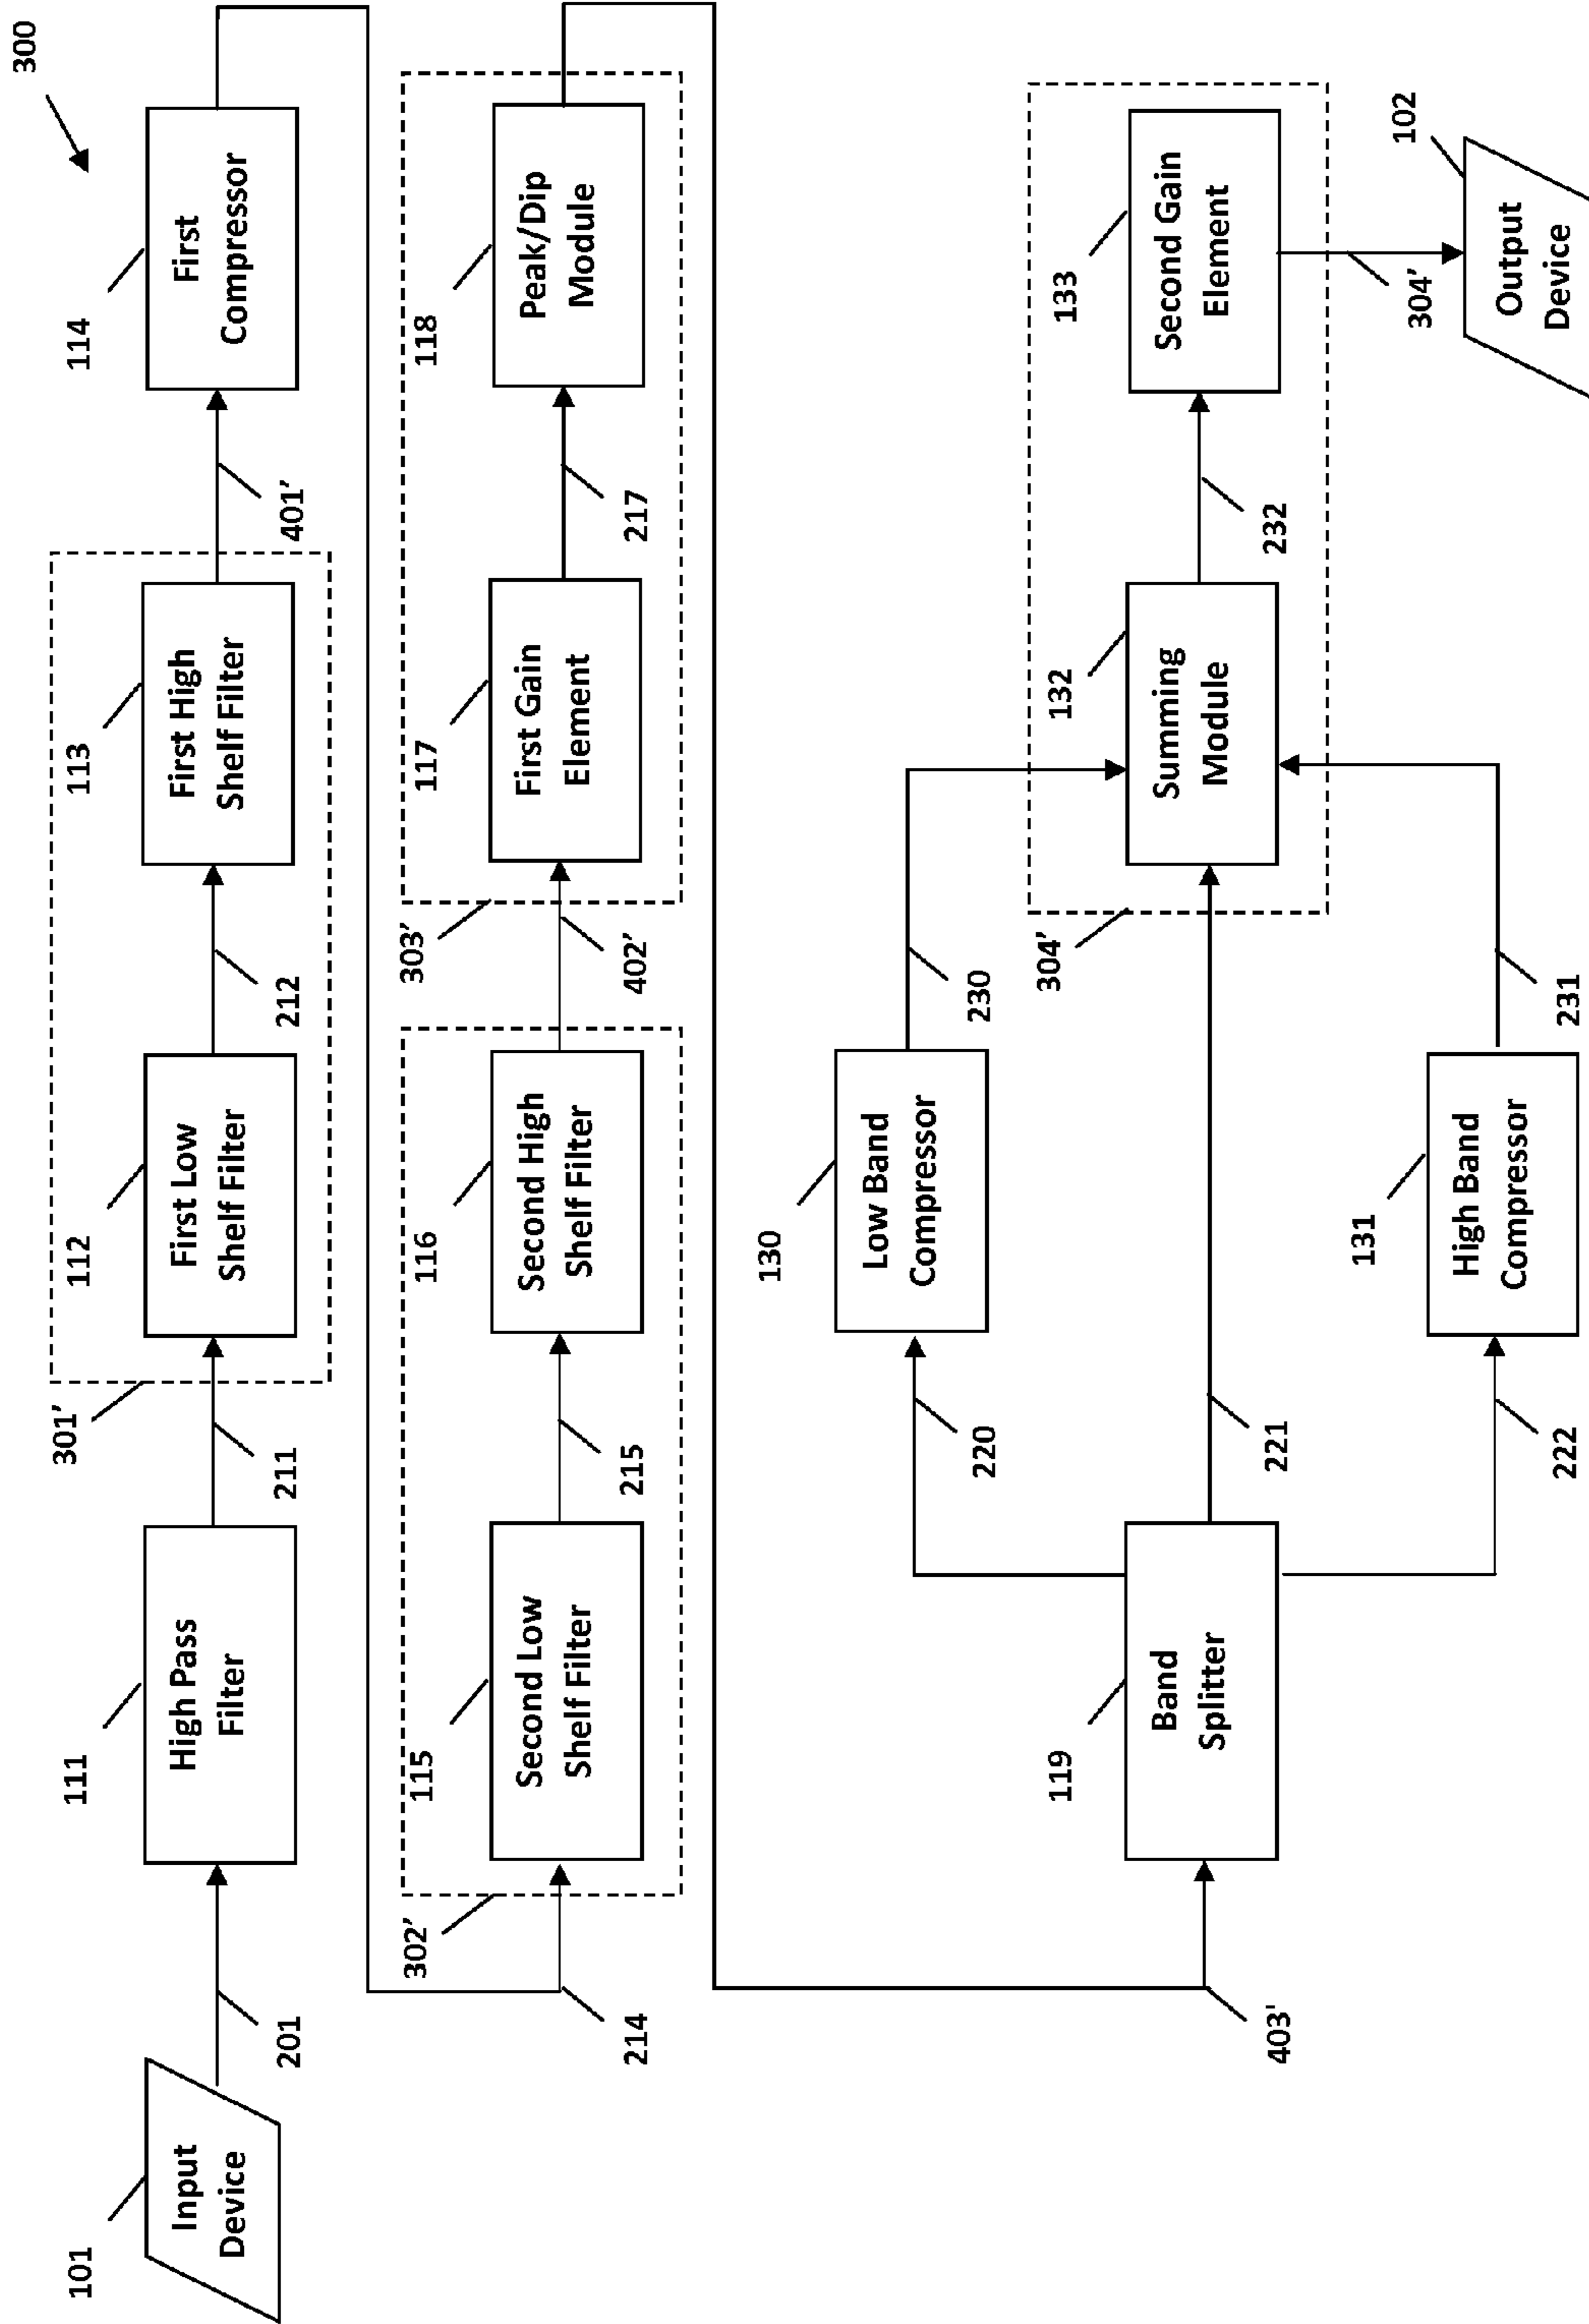 300
101
Input
Device
201
111
High Pass
Filter
211
301'
112
First Low
Shelf Filter
212
113
First High
Shelf Filter
401'
114
First
Compressor
214
302'
115
Second Low
Shelf Filter
215
116
Second High
Shelf Filter
402'
303'
117
First Gain
Element
217
118
Peak/Dip
Module
403'
119
Band
Splitter
220
221
222
130
Low Band
Compressor
230
131
High Band
Compressor
231
304'
132
Summing
Module
232
133
Second Gain
Element
304'
102
Output
Device